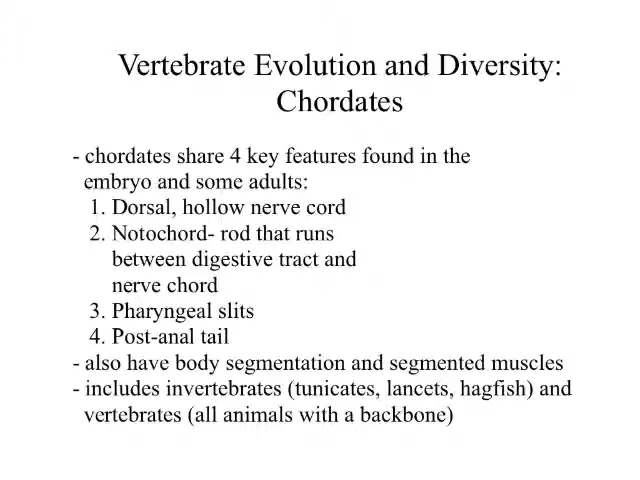 Vertebrate Evolution and Diversity:
Chordates
- chordates share 4 key features found in the
embryo and some adults:
1. Dorsal, hollow nerve cord
2. Notochord- rod that runs
between digestive tract and
nerve chord
3. Pharyngeal slits
4. Post-anal tail
- also have body segmentation and segmented muscles
- includes invertebrates (tunicates, lancets, hagfish) and
vertebrates (all animals with a backbone)